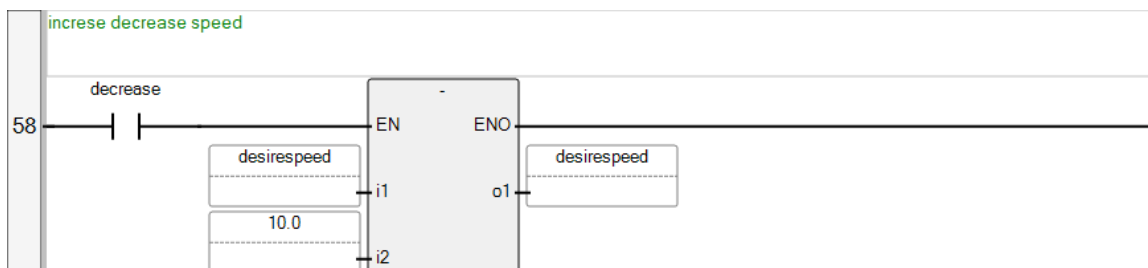 increse decrease speed
decrease
-
58
EN ENO
desirespeed desirespeed
i1 o1
10.0
i2